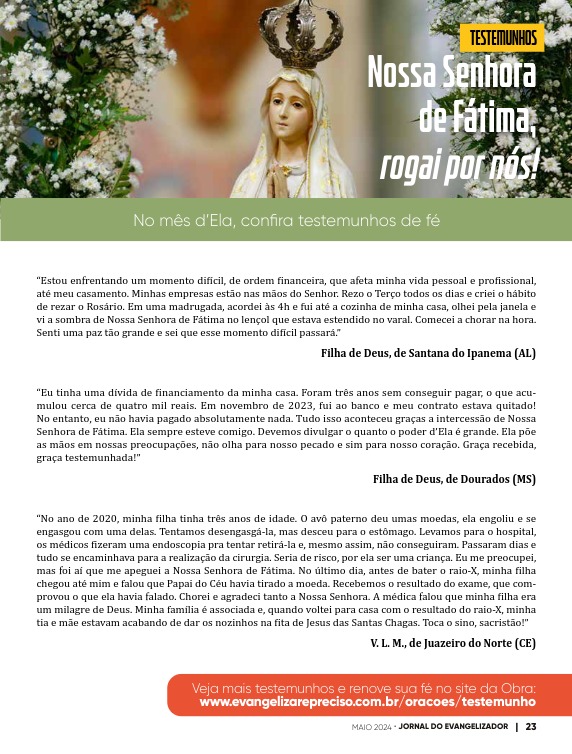 TESTEMUNHOS
Nossa Senhora
de Fátima,
rogai por nós!
No mês d’Ela, confira testemunhos de fé
“Estou enfrentando um momento difícil, de ordem financeira, que afeta minha vida pessoal e profissional,
até meu casamento. Minhas empresas estão nas mãos do Senhor. Rezo o Terço todos os dias e criei o hábito
de rezar o Rosário. Em uma madrugada, acordei às 4h e fui até a cozinha de minha casa, olhei pela janela e
vi a sombra de Nossa Senhora de Fátima no lençol que estava estendido no varal. Comecei a chorar na hora.
Senti uma paz tão grande e sei que esse momento difícil passará.”
Filha de Deus, de Santana do Ipanema (AL)
“Eu tinha uma dívida de financiamento da minha casa. Foram três anos sem conseguir pagar, o que acu-
mulou cerca de quatro mil reais. Em novembro de 2023, fui ao banco e meu contrato estava quitado!
No entanto, eu não havia pagado absolutamente nada. Tudo isso aconteceu graças a intercessão de Nossa
Senhora de Fátima. Ela sempre esteve comigo. Devemos divulgar o quanto o poder d’Ela é grande. Ela põe
as mãos em nossas preocupações, não olha para nosso pecado e sim para nosso coração. Graça recebida,
graça testemunhada!”
Filha de Deus, de Dourados (MS)
“No ano de 2020, minha filha tinha três anos de idade. O avô paterno deu umas moedas, ela engoliu e se
engasgou com uma delas. Tentamos desengasgá-la, mas desceu para o estômago. Levamos para o hospital,
os médicos fizeram uma endoscopia pra tentar retirá-la e, mesmo assim, não conseguiram. Passaram dias e
tudo se encaminhava para a realização da cirurgia. Seria de risco, por ela ser uma criança. Eu me preocupei,
mas foi aí que me apeguei a Nossa Senhora de Fátima. No último dia, antes de bater o raio-X, minha filha
chegou até mim e falou que Papai do Céu havia tirado a moeda. Recebemos o resultado do exame, que com-
provou o que ela havia falado. Chorei e agradeci tanto a Nossa Senhora. A médica falou que minha filha era
um milagre de Deus. Minha família é associada e, quando voltei para casa com o resultado do raio-X, minha
tia e mãe estavam acabando de dar os nozinhos na fita de Jesus das Santas Chagas. Toca o sino, sacristão!”
V. L. M., de Juazeiro do Norte (CE)
Veja mais testemunhos e renove sua fé no site da Obra:
www.evangelizarepreciso.com.br/oracoes/testemunho
MAIO 2024 • JORNAL DO EVANGELIZADOR | 23